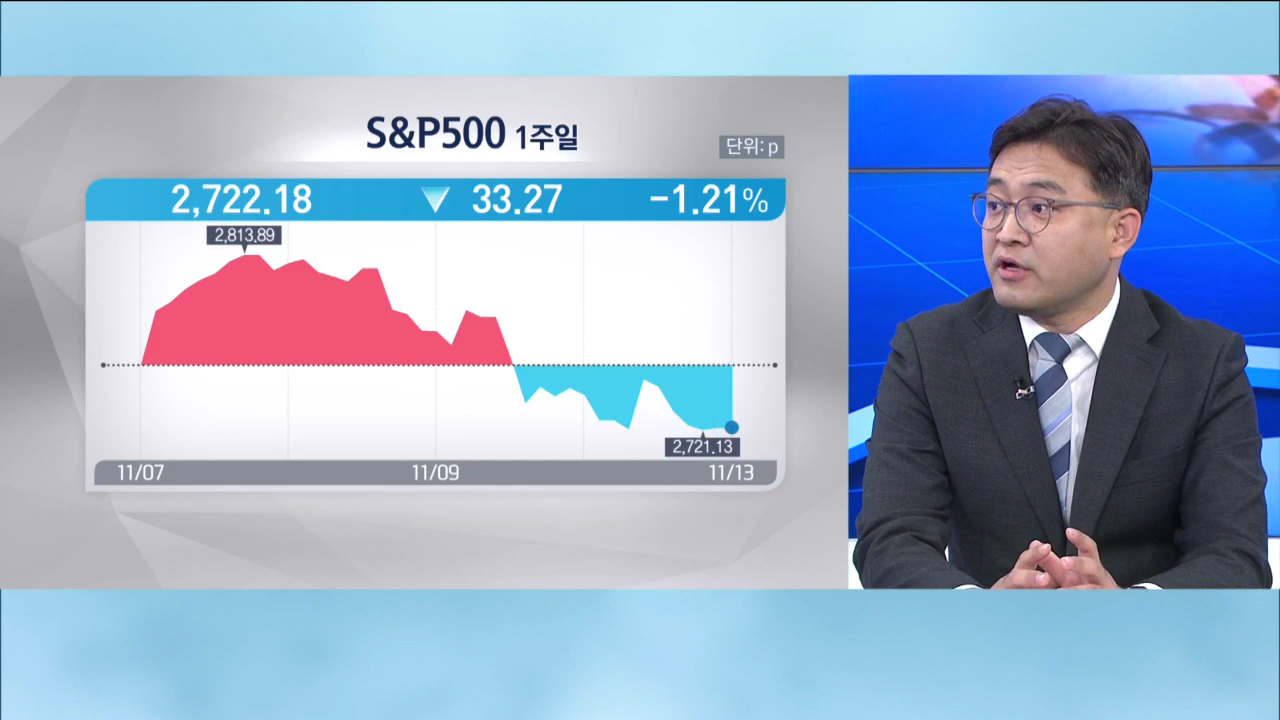 S&P500 1주일
단위: p
2,722.18 ▼ 33.27 -1.21%
2,813.89
2,721.13
11/07 11/09 11/13